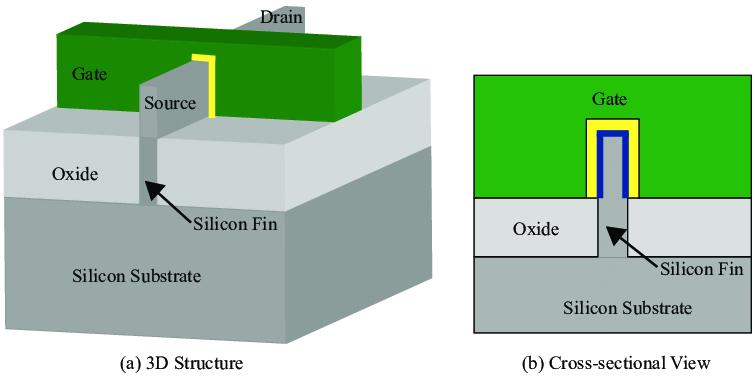 Drain
Gate
Source
Oxide
Silicon Fin
Silicon Substrate
(a) 3D Structure
Gate
Oxide
Silicon Fin
Silicon Substrate
(b) Cross-sectional View